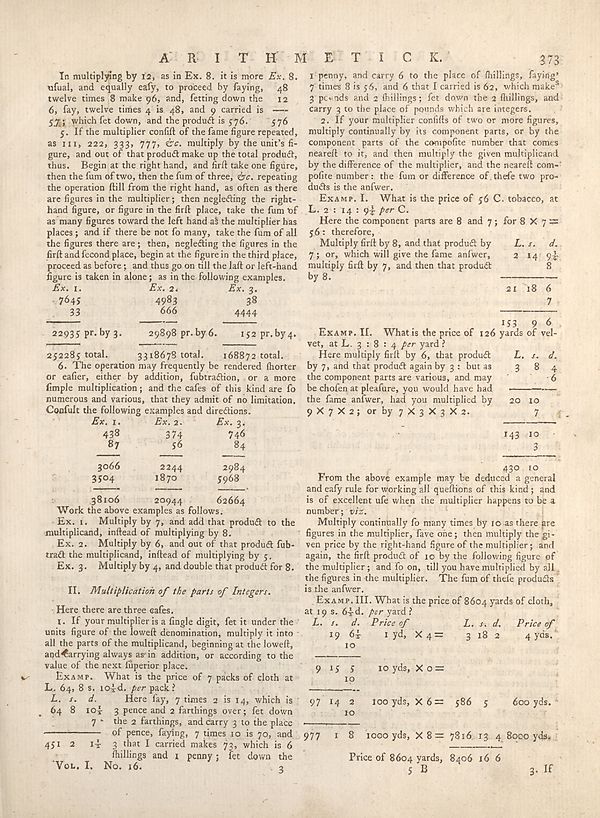 ARITHMETICK. 373
In multiplying by 12, as in Ex. 8. it is more Ex. 8.
uſual, and equally eaſy, to proceed by ſaying, 48
twelve times 8 make 96, and, ſetting down the 12
6, ſay, twelve times 4 is 48, and 9 carried is ——
57; which ſet down, and the product is 576. 576
5. If the multiplier conſiſt of the ſame figure repeated,
as 111, 222, 333, 777, &c. multiply by the unit's fi-
gure, and out of that product make up the total product,
thus. Begin at the right hand, and firſt take one figure,
then the ſum of two, then the ſum of three, &c. repeating
the operation ſtill from the right hand, as often as there
are figures in the multiplier; then neglecting the right-
hand figure, or figure in the firſt place, take the ſum of
as many figures toward the left hand as the multiplier has
places; and if there be not ſo many, take the ſum of all
the figures there are; then, neglecting the figures in the
firſt and ſecond place, begin at the figure in the third place,
proceed as before; and thus go on till the laſt or left-hand
figure is taken in alone; as in the following examples.
Ex. 1. Ex. 2. Ex. 3.
7645 4983 38
33 666 4444
22935 pr. by 3. 29898 pr. by 6. 152 pr. by 4.
252285 total. 3318678 total. 168872 total.
6. The operation may frequently be rendered ſhorter
or eaſier, either by addition, ſubtraction, or a more
ſimple multiplication; and the caſes of this kind are ſo
numerous and various, that they admit of no limitation.
Conſult the following examples and directions.
Ex. 1. Ex. 2. Ex. 3.
438 374 746
87 56 84
3066 2244 2984
3504 1870 5968
38106 20944 62664
Work the above examples as follows.
Ex. 1. Multiply by 7, and add that product to the
multiplicand, inſtead of multiplying by 8.
Ex. 2. Multiply by 6, and out of that product ſub-
tract the multiplicand, inſtead of multiplying by 5.
Ex. 3. Multiply by 4, and double that product for 8.
II. Multiplication of the parts of Integers.
Here there are three caſes.
1. If your multiplier is a ſingle digit, ſet it under the
units figure of the loweſt denomination, multiply it into
all the parts of the multiplicand, beginning at the loweſt,
and carrying always as in addition, or according to the
value of the next ſuperior place.
Examp. What is the price of 7 packs of cloth at
L. 64, 8 s. 10½d. per pack?
L. s. d. Here ſay, 7 times 2 is 14, which is
64 8 10½ 3 pence and 2 farthings over; ſet down
7 the 2 farthings, and carry 3 to the place
of pence, ſaying, 7 times 10 is 70, and
451 2 1½ 3 that I carried makes 73, which is 6
ſhillings and 1 penny; ſet down the
Vol. I. No. 16. 3
1 penny, and carry 6 to the place of ſhillings, ſaying,
7 times 8 is 56, and 6 that I carried is 62, which make
3 pounds and 2 ſhillings; ſet down the 2 ſhillings, and
carry 3 to the place of pounds which are integers.
2. If your multiplier conſiſts of two or more figures,
multiply continually by its component parts, or by the
component parts of the compoſite number that comes
neareſt to it, and then multiply the given multiplicand
by the difference of the multiplier, and the neareſt com-
poſite number: the ſum or difference of theſe two pro-
ducts is the anſwer.
Examp. I. What is the price of 56 C. tobacco, at
L. 2 : 14 : 9½ per C.
Here the component parts are 8 and 7; for 8 × 7 =
56: therefore,
Multiply firſt by 8, and that product by L. s. d.
7; or, which will give the ſame anſwer, 2 14 9½
multiply firſt by 7, and then that product 8
by 8.
21 18 6
7
153 9 6
Examp. II. What is the price of 126 yards of vel-
vet, at L. 3 : 8 : 4 per yard?
Here multiply firſt by 6, that product L. s. d.
by 7, and that product again by 3 : but as 3 8 4
the component parts are various, and may 6
be choſen at pleaſure, you would have had
the ſame anſwer, had you multiplied by 20 10
9 × 7 × 2; or by 7 × 3 × 3 × 2. 7
143 10
3
430 10
From the above example may be deduced a general
and eaſy rule for working all queſtions of this kind; and
is of excellent uſe when the multiplier happens to be a
number; viz.
Multiply continually ſo many times by 10 as there are
figures in the multiplier, ſave one; then multiply the gi-
ven price by the right-hand figure of the multiplier; and
again, the firſt product of 10 by the following figure of
the multiplier; and ſo on, till you have multiplied by all
the figures in the multiplier. The ſum of theſe products
is the anſwer.
Examp. III. What is the price of 8604 yards of cloth,
at 19 s. 6½d. per yard?
L. s. d. Price of L. s. d. Price of
19 6½ 1 yd, × 4 = 3 18 2 4 yds.
10
9 15 5 10 yds, × 0 =
10
97 14 2 100 yds, × 6 = 586 5 600 yds.
10
977 1 8 1000 yds, × 8 = 7816 13 4 8000 yds.
Price of 8604 yards, 8406 16 6
5 B 3. If